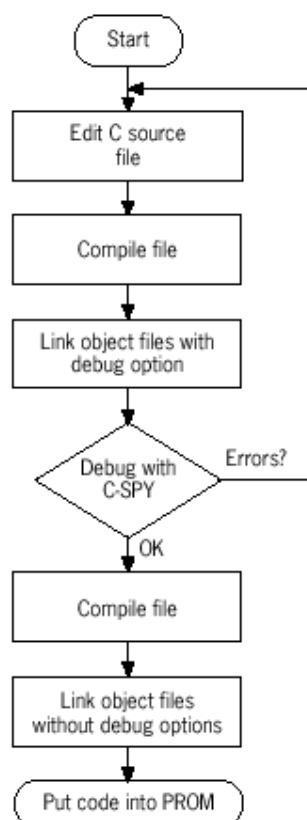 Start
Edit C source
file
Compile file
Link object files with
debug option
Debug with
C-SPY
Errors?
OK
Compile file
Link object files
without debug options
Put code into PROM